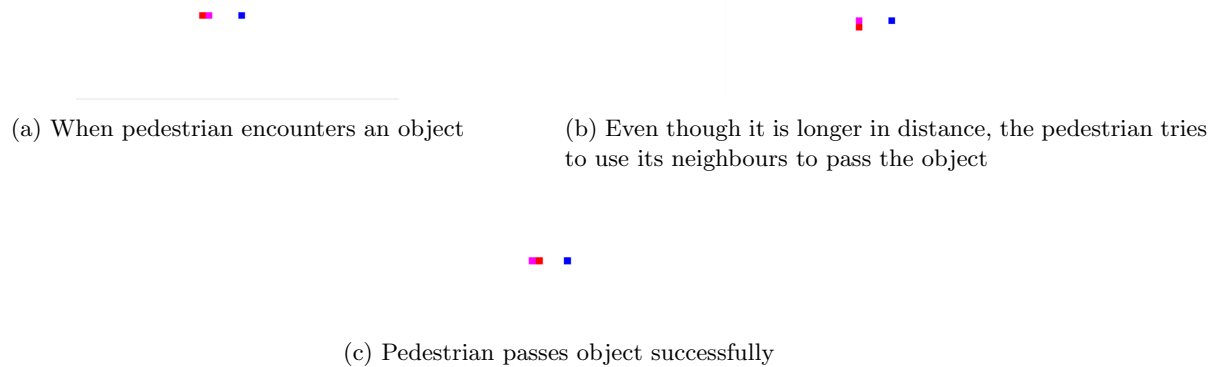 (a) When pedestrian encounters an object
(b) Even though it is longer in distance, the pedestrian tries
to use its neighbours to pass the object
(c) Pedestrian passes object successfully